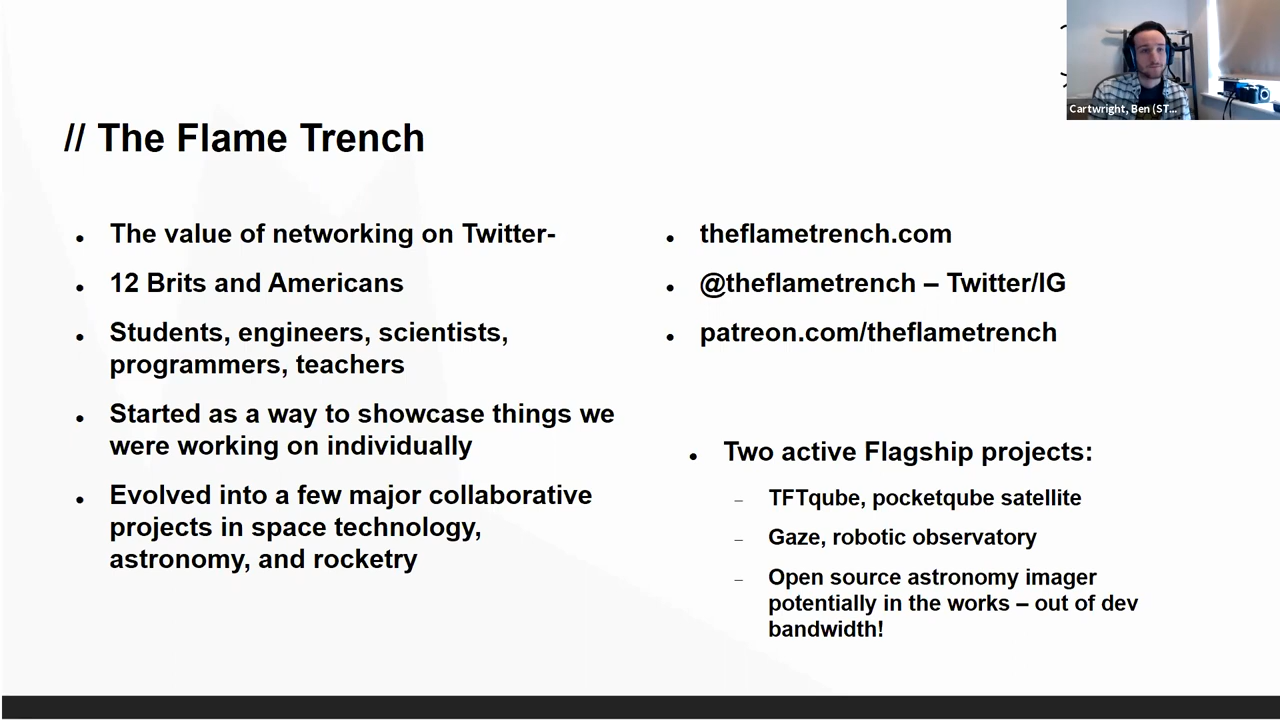 Cartwright, Ben (ST...
// The Flame Trench
The value of networking on Twitter-
12 Brits and Americans
Students, engineers, scientists,
programmers, teachers
Started as a way to showcase things we
were working on individually
Evolved into a few major collaborative
projects in space technology,
astronomy, and rocketry
theflametrench.com
@theflametrench – Twitter/IG
patreon.com/theflametrench
Two active Flagship projects:
– TFTqube, pocketqube satellite
– Gaze, robotic observatory
– Open source astronomy imager
potentially in the works – out of dev
bandwidth!